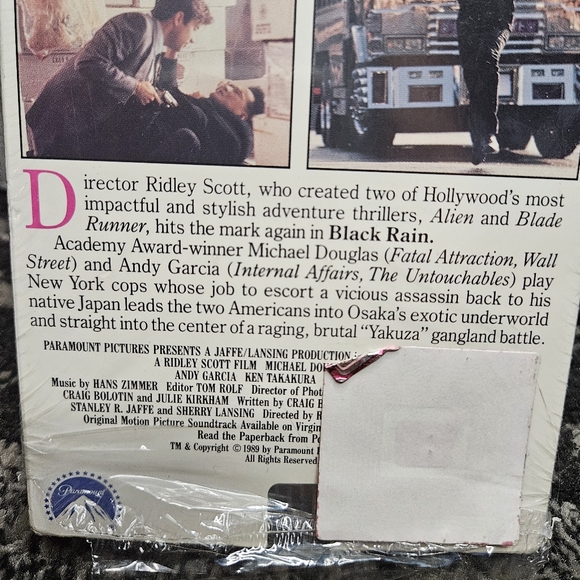 Director Ridley Scott, who created two of Hollywood's most
impactful and stylish adventure thrillers, Alien and Blade
Runner, hits the mark again in Black Rain.
Academy Award-winner Michael Douglas (Fatal Attraction, Wall
Street) and Andy Garcia (Internal Affairs, The Untouchables) play
New York cops whose job to escort a vicious assassin back to his
native Japan leads the two Americans into Osaka's exotic underworld
and straight into the center of a raging, brutal "Yakuza" gangland battle.
PARAMOUNT PICTURES PRESENTS A JAFFE/LANSING PRODUCTION
A RIDLEY SCOTT FILM MICHAEL DO
ANDY GARCIA KEN TAKAKURA
Music by HANS ZIMMER Editor TOM ROLF Director of Phot
CRAIG BOLOTIN and JULIE KIRKHAM Written by CRAIG B
STANLEY R. JAFFE and SHERRY LANSING Directed by R
Original Motion Picture Soundtrack Available on Virgin
Read the Paperback from Po
TM & Copyright © 1989 by Paramount
All Rights Reserved
Paramount